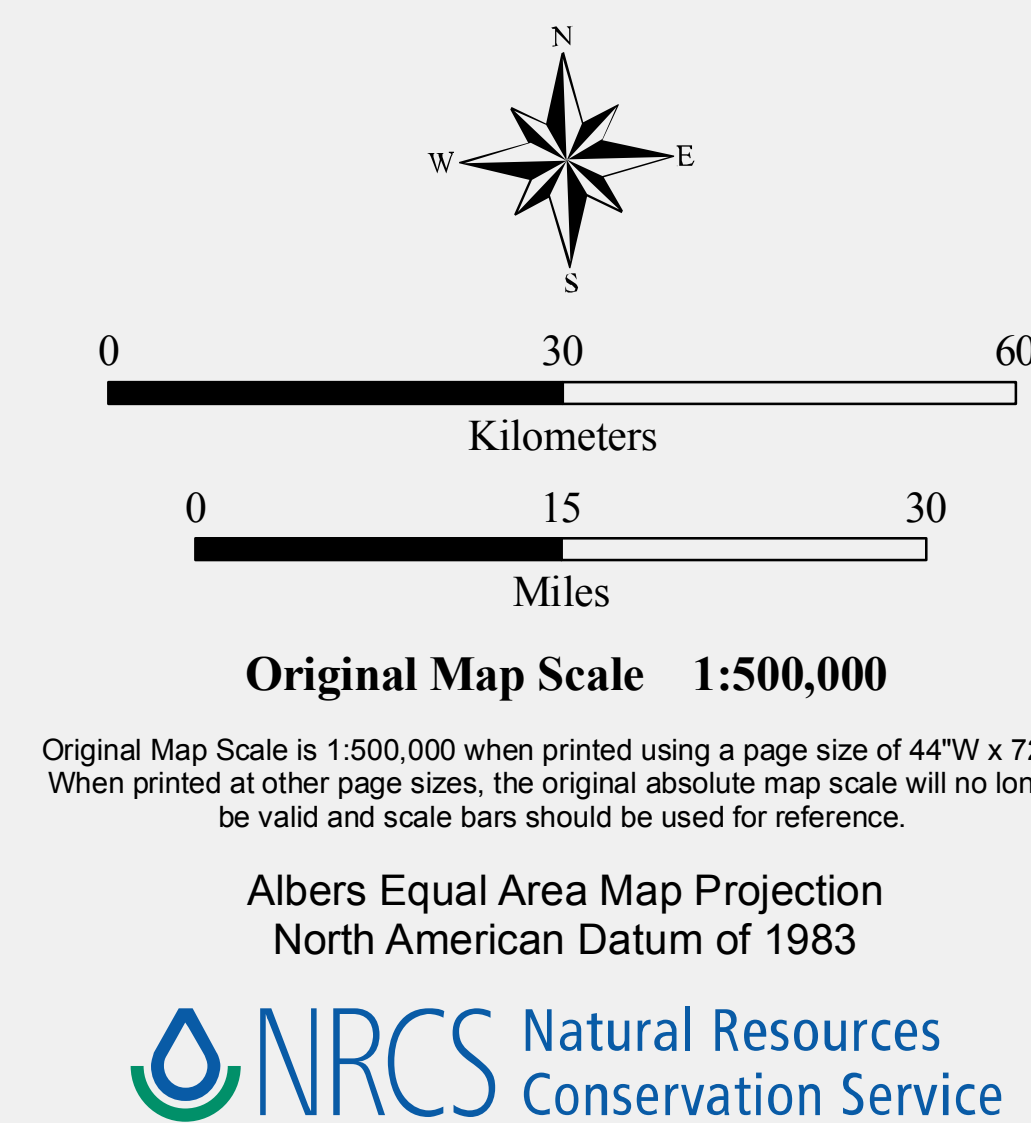 N
W E
S
0 30 60
Kilometers
0 15 30
Miles
Original Map Scale 1:500,000
Original Map Scale is 1:500,000 when printed using a page size of 44"W x
When printed at other page sizes, the original absolute map scale will no
be valid and scale bars should be used for reference.
Albers Equal Area Map Projection
North American Datum of 1983
NRCS Natural Resources
Conservation Service